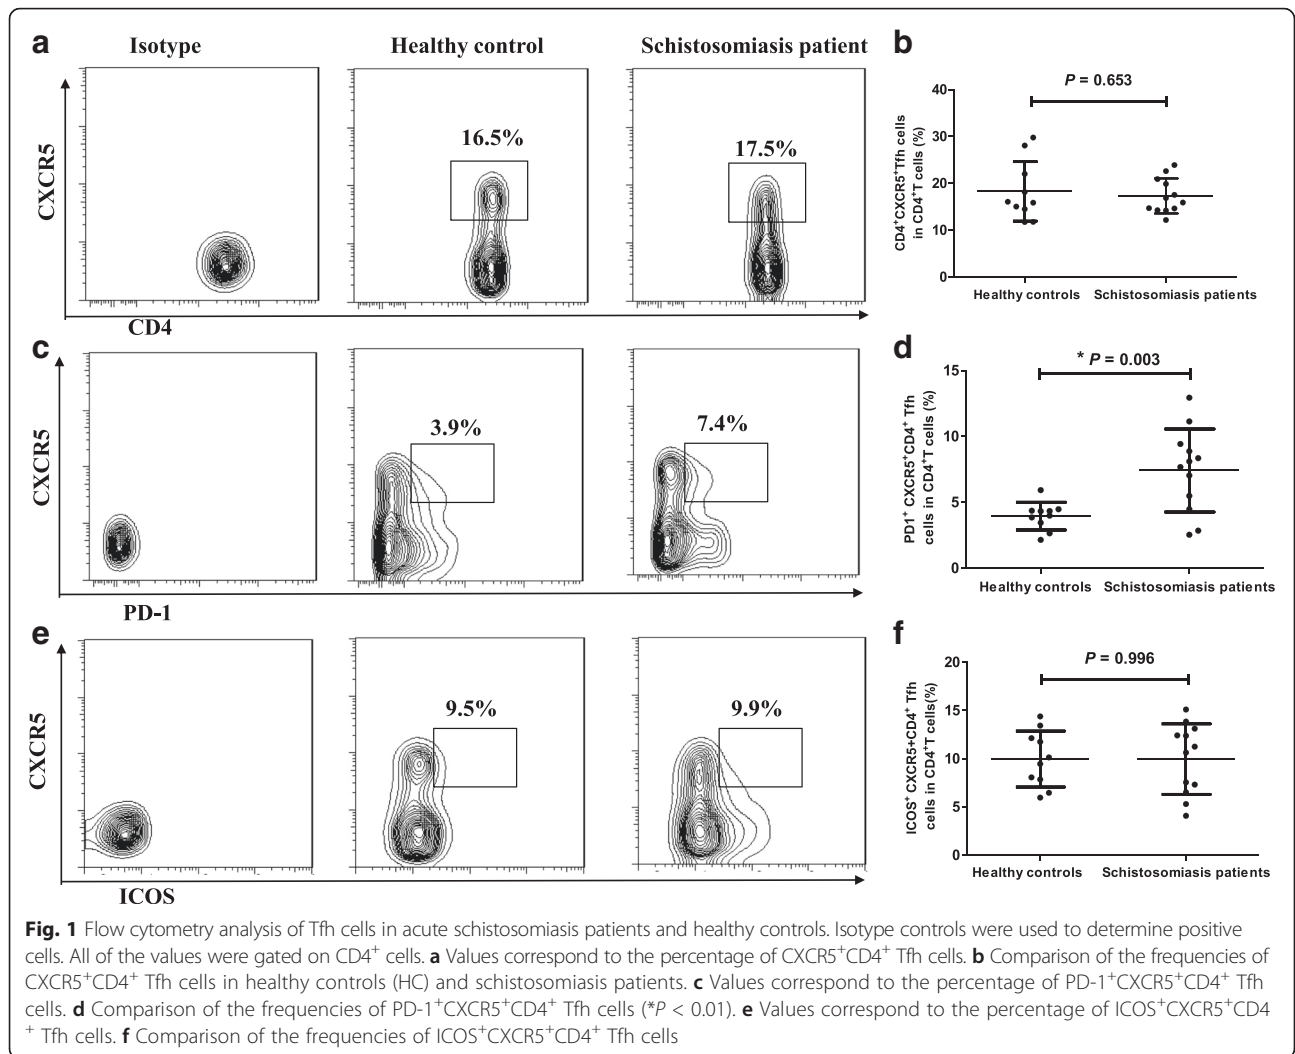 a
Isotype
Healthy control
Schistosomiasis patient
CXCR5
16.5%
17.5%
CD4
b
P = 0.653
CD4⁺CXCR5⁺Tfh cells
in CD4⁺T cells (%)
40
30
20
10
0
Healthy controls
Schistosomiasis patients
c
CXCR5
3.9%
7.4%
PD-1
d
* P = 0.003
PD1⁺ CXCR5⁺CD4⁺ Tfh
cells in CD4⁺T cells (%)
15
10
5
0
Healthy controls
Schistosomiasis patients
e
CXCR5
9.5%
9.9%
ICOS
f
P = 0.996
ICOS⁺ CXCR5+CD4⁺ Tfh
cells in CD4⁺T cells(%)
20
15
10
5
0
Healthy controls
Schistosomiasis patients
Fig. 1 Flow cytometry analysis of Tfh cells in acute schistosomiasis patients and healthy controls. Isotype controls were used to determine positive
cells. All of the values were gated on CD4⁺ cells. a Values correspond to the percentage of CXCR5⁺CD4⁺ Tfh cells. b Comparison of the frequencies of
CXCR5⁺CD4⁺ Tfh cells in healthy controls (HC) and schistosomiasis patients. c Values correspond to the percentage of PD-1⁺CXCR5⁺CD4⁺ Tfh
cells. d Comparison of the frequencies of PD-1⁺CXCR5⁺CD4⁺ Tfh cells (*P < 0.01). e Values correspond to the percentage of ICOS⁺CXCR5⁺CD4
⁺ Tfh cells. f Comparison of the frequencies of ICOS⁺CXCR5⁺CD4⁺ Tfh cells